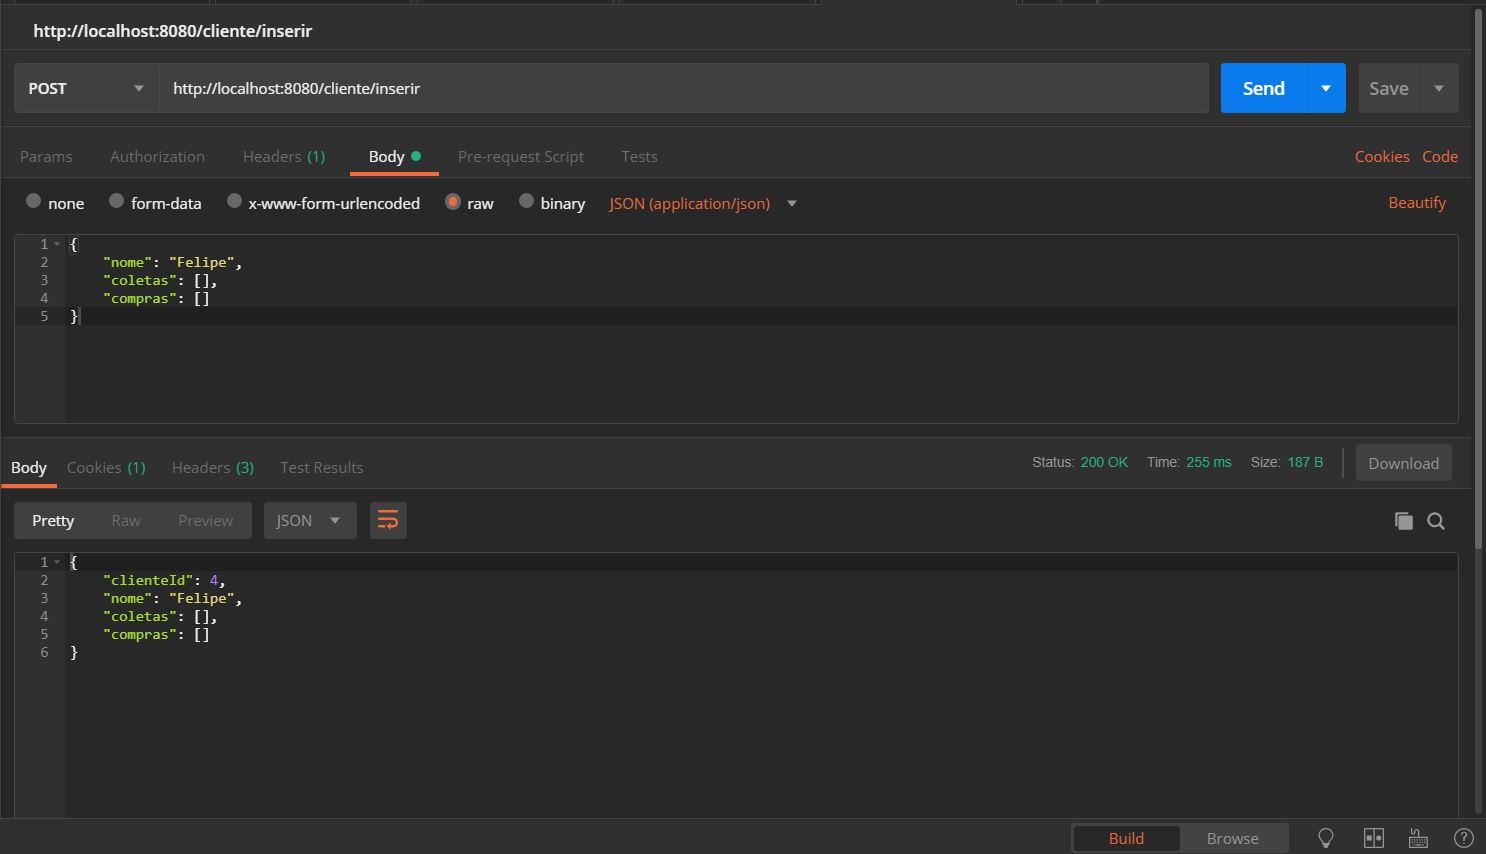 http://localhost:8080/cliente/inserir
POST http://localhost:8080/cliente/inserir Send Save
Params Authorization Headers (1) Body Pre-request Script Tests Cookies Code
none form-data x-www-form-urlencoded raw binary JSON (application/json) Beautify
1 {
2 "nome": "Felipe",
3 "coletas": [],
4 "compras": []
5 }
Body Cookies (1) Headers (3) Test Results Status: 200 OK Time: 255 ms Size: 187 B Download
Pretty Raw Preview JSON
1 {
2 "clienteId": 4,
3 "nome": "Felipe",
4 "coletas": [],
5 "compras": []
6 }
Build Browse